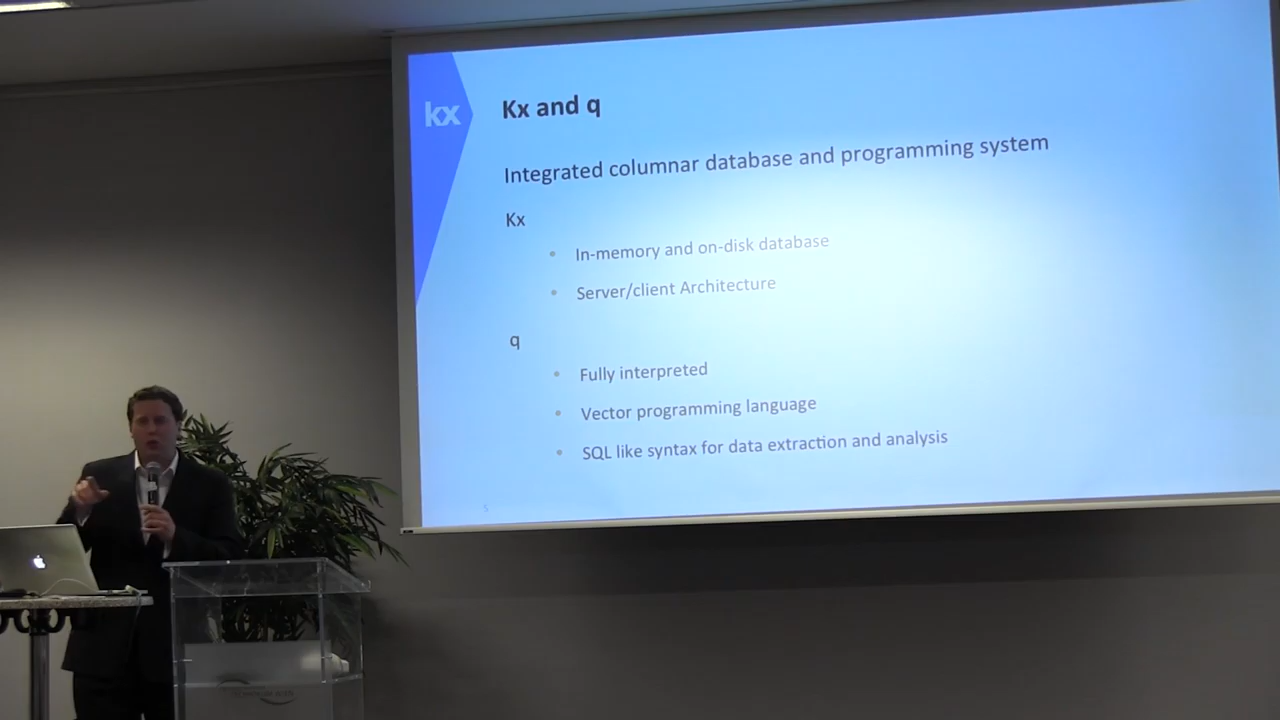 kx
Kx and q
Integrated columnar database and programming system
Kx
• In-memory and on-disk database
• Server/client Architecture
q
• Fully interpreted
• Vector programming language
• SQL like syntax for data extraction and analysis
5